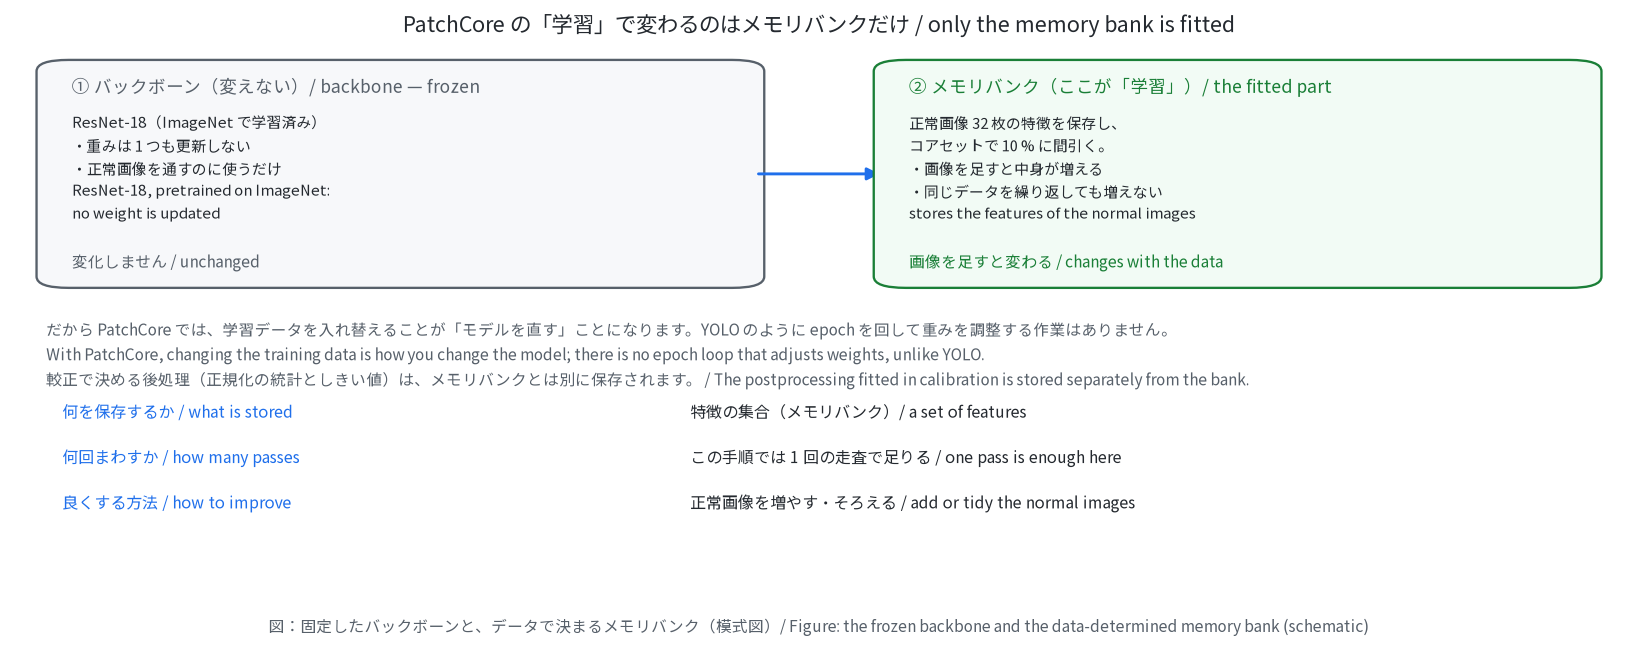 PatchCore の「学習」で変わるのはメモリバンクだけ / only the memory bank is fitted
① バックボーン（変えない）/ backbone — frozen
ResNet-18（ImageNet で学習済み）
・重みは 1 つも更新しない
・正常画像を通すのに使うだけ
ResNet-18, pretrained on ImageNet:
no weight is updated
変化しません / unchanged
② メモリバンク（ここが「学習」）/ the fitted part
正常画像 32 枚の特徴を保存し、
コアセットで 10 % に間引く。
・画像を足すと中身が増える
・同じデータを繰り返しても増えない
stores the features of the normal images
画像を足すと変わる / changes with the data
だから PatchCore では、学習データを入れ替えることが「モデルを直す」ことになります。YOLO のように epoch を回して重みを調整する作業はありません。
With PatchCore, changing the training data is how you change the model; there is no epoch loop that adjusts weights, unlike YOLO.
較正で決める後処理（正規化の統計としきい値）は、メモリバンクとは別に保存されます。 / The postprocessing fitted in calibration is stored separately from the bank.
何を保存するか / what is stored
特徴の集合（メモリバンク）/ a set of features
何回まわすか / how many passes
この手順では 1 回の走査で足りる / one pass is enough here
良くする方法 / how to improve
正常画像を増やす・そろえる / add or tidy the normal images
図：固定したバックボーンと、データで決まるメモリバンク（模式図）/ Figure: the frozen backbone and the data-determined memory bank (schematic)